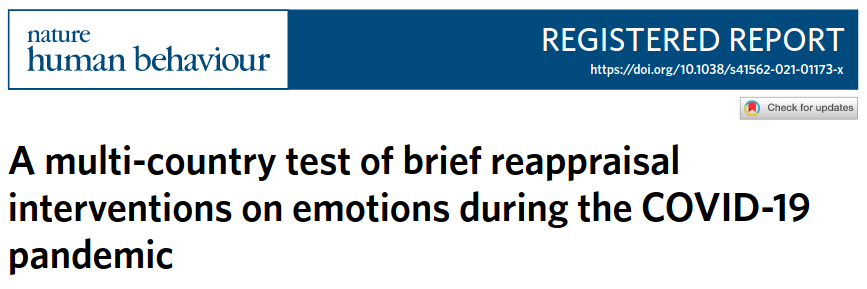 nature
human behaviour
REGISTERED REPORT
https://doi.org/10.1038/s41562-021-01173-x
Check for updates
A multi-country test of brief reappraisal
interventions on emotions during the COVID-19
pandemic